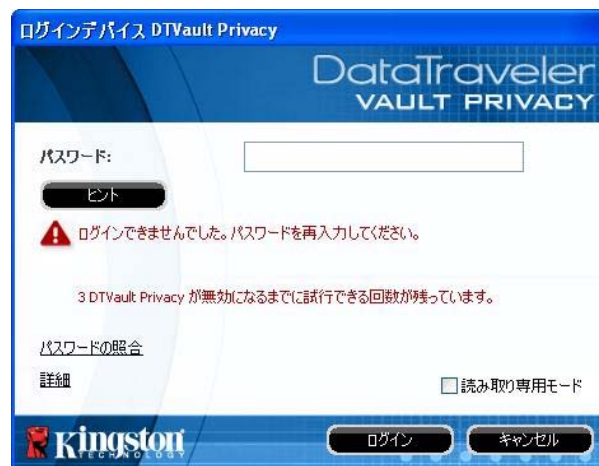 ログインデバイス DTVault Privacy
DataTraveler
VAULT PRIVACY
パスワード:
ヒント
ログインできませんでした。パスワードを再入力してください。
3 DTVault Privacy が無効になるまでに試行できる回数が残っています。
パスワードの照合
詳細
読み取り専用モード
Kingston
TECHNOLOGY
ログイン
キャンセル